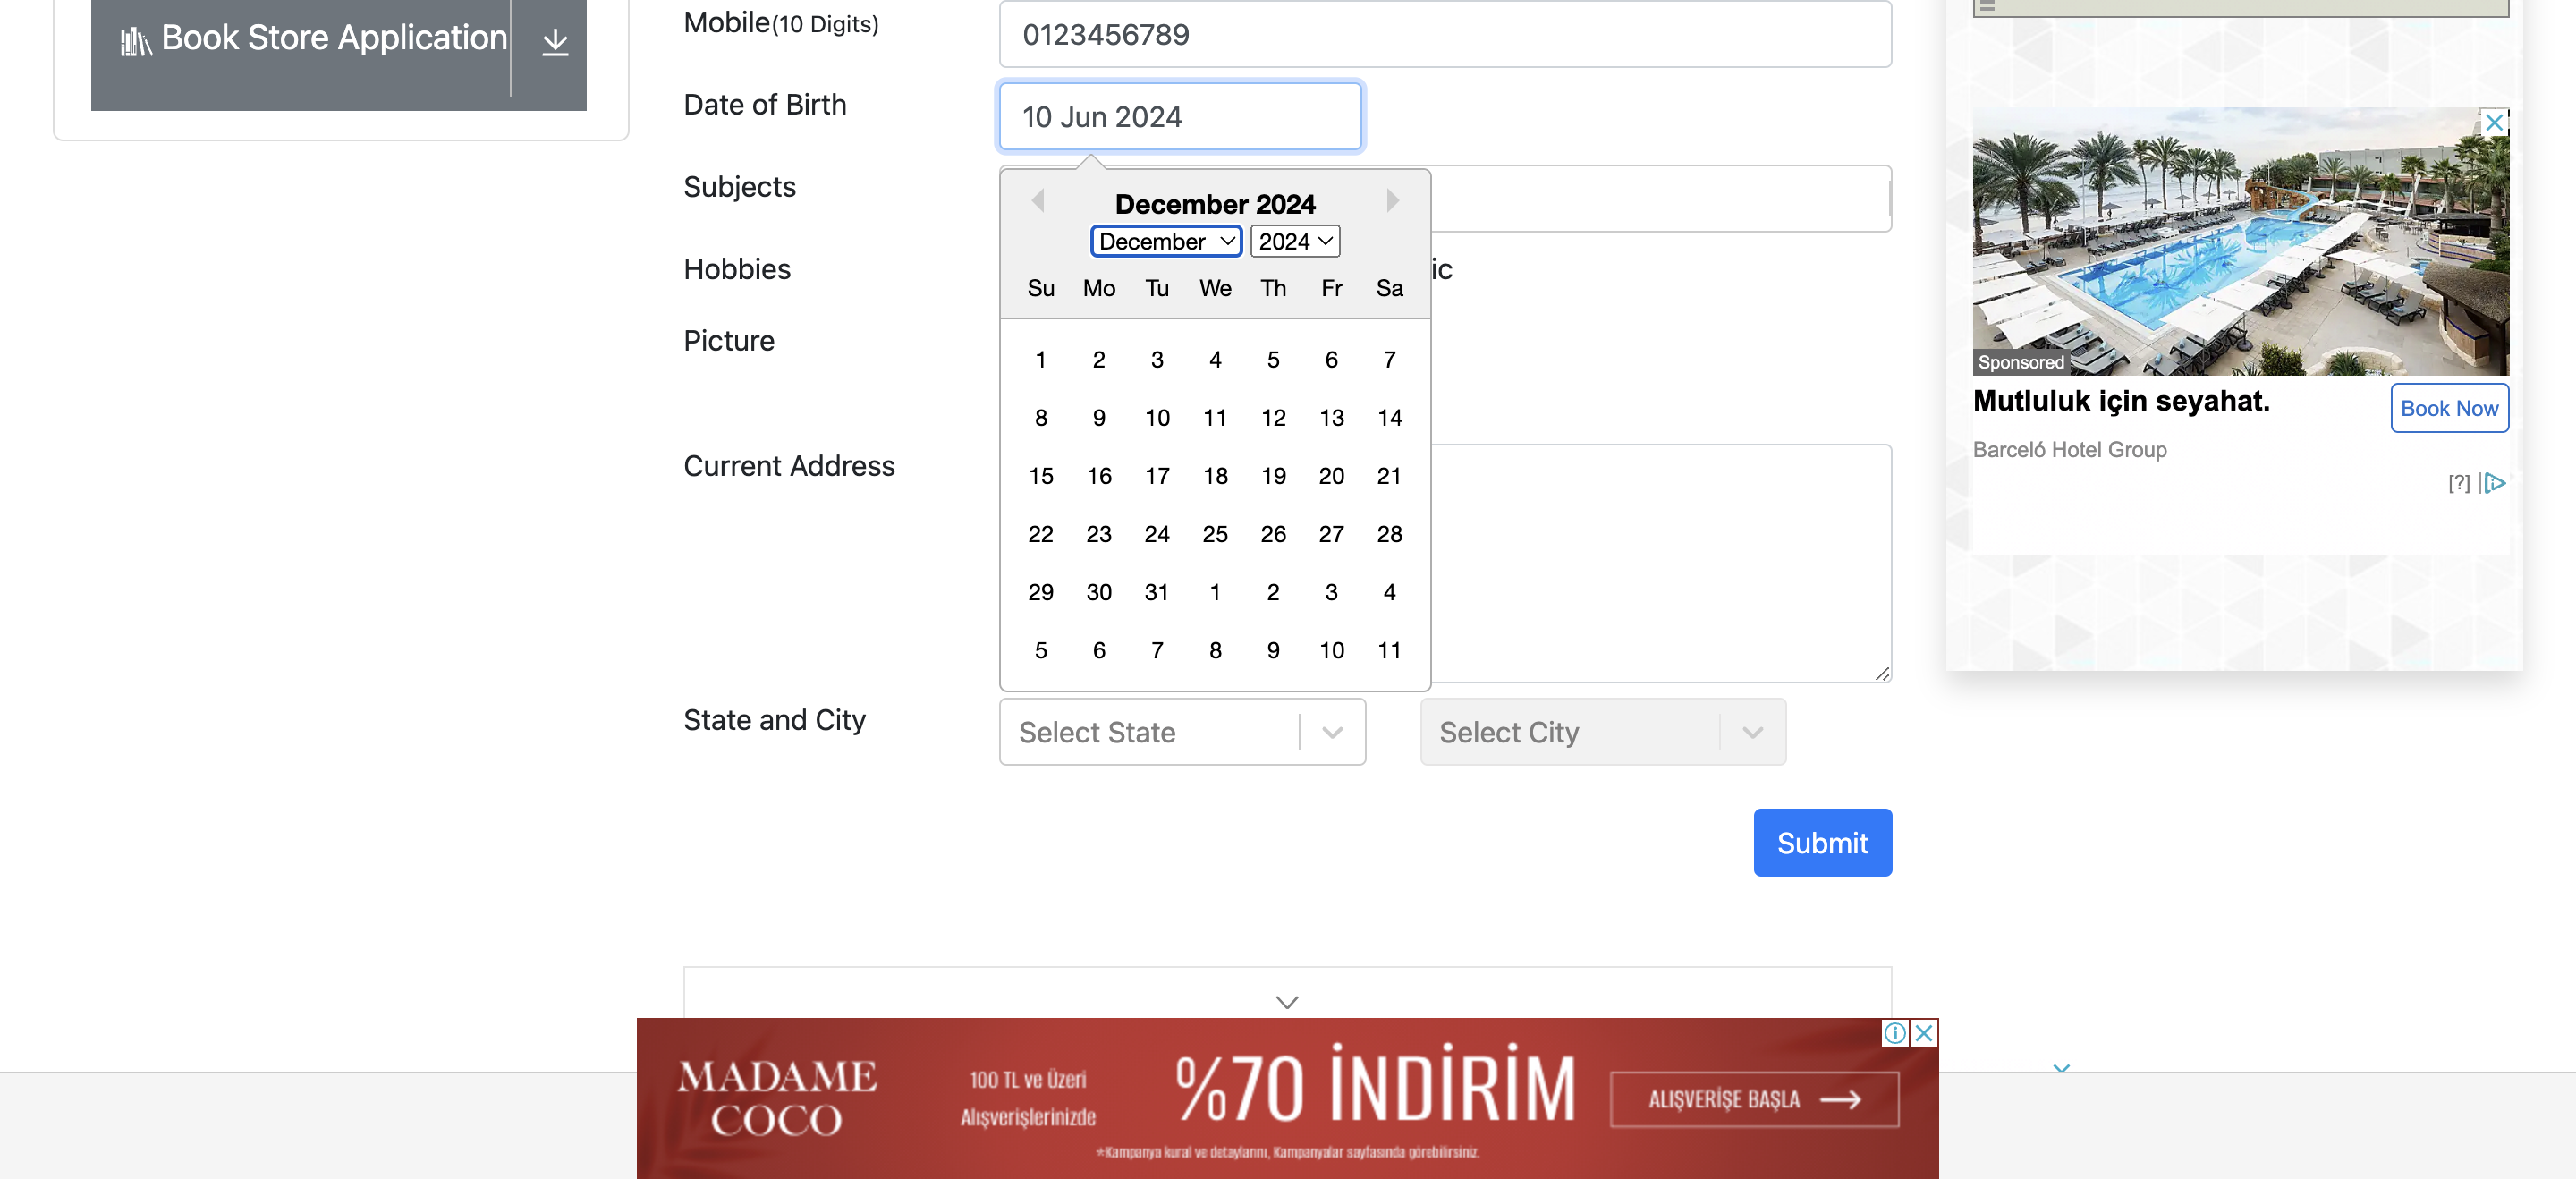 Book Store Application
Mobile(10 Digits)
0123456789
Date of Birth
10 Jun 2024
Subjects
Hobbies
ic
Picture
Current Address
December 2024
December
2024
Su Mo Tu We Th Fr Sa
1 2 3 4 5 6 7
8 9 10 11 12 13 14
15 16 17 18 19 20 21
22 23 24 25 26 27 28
29 30 31 1 2 3 4
5 6 7 8 9 10 11
State and City
Select State
Select City
Submit
Sponsored
Mutluluk için seyahat.
Book Now
Barceló Hotel Group
[?]
MADAME
COCO
100 TL ve Üzeri
Alışverişlerinizde
%70 İNDİRİM
ALIŞVERİŞE BAŞLA
*Kampanya kural ve detaylarını, Kampanyalar sayfasında görebilirsiniz.